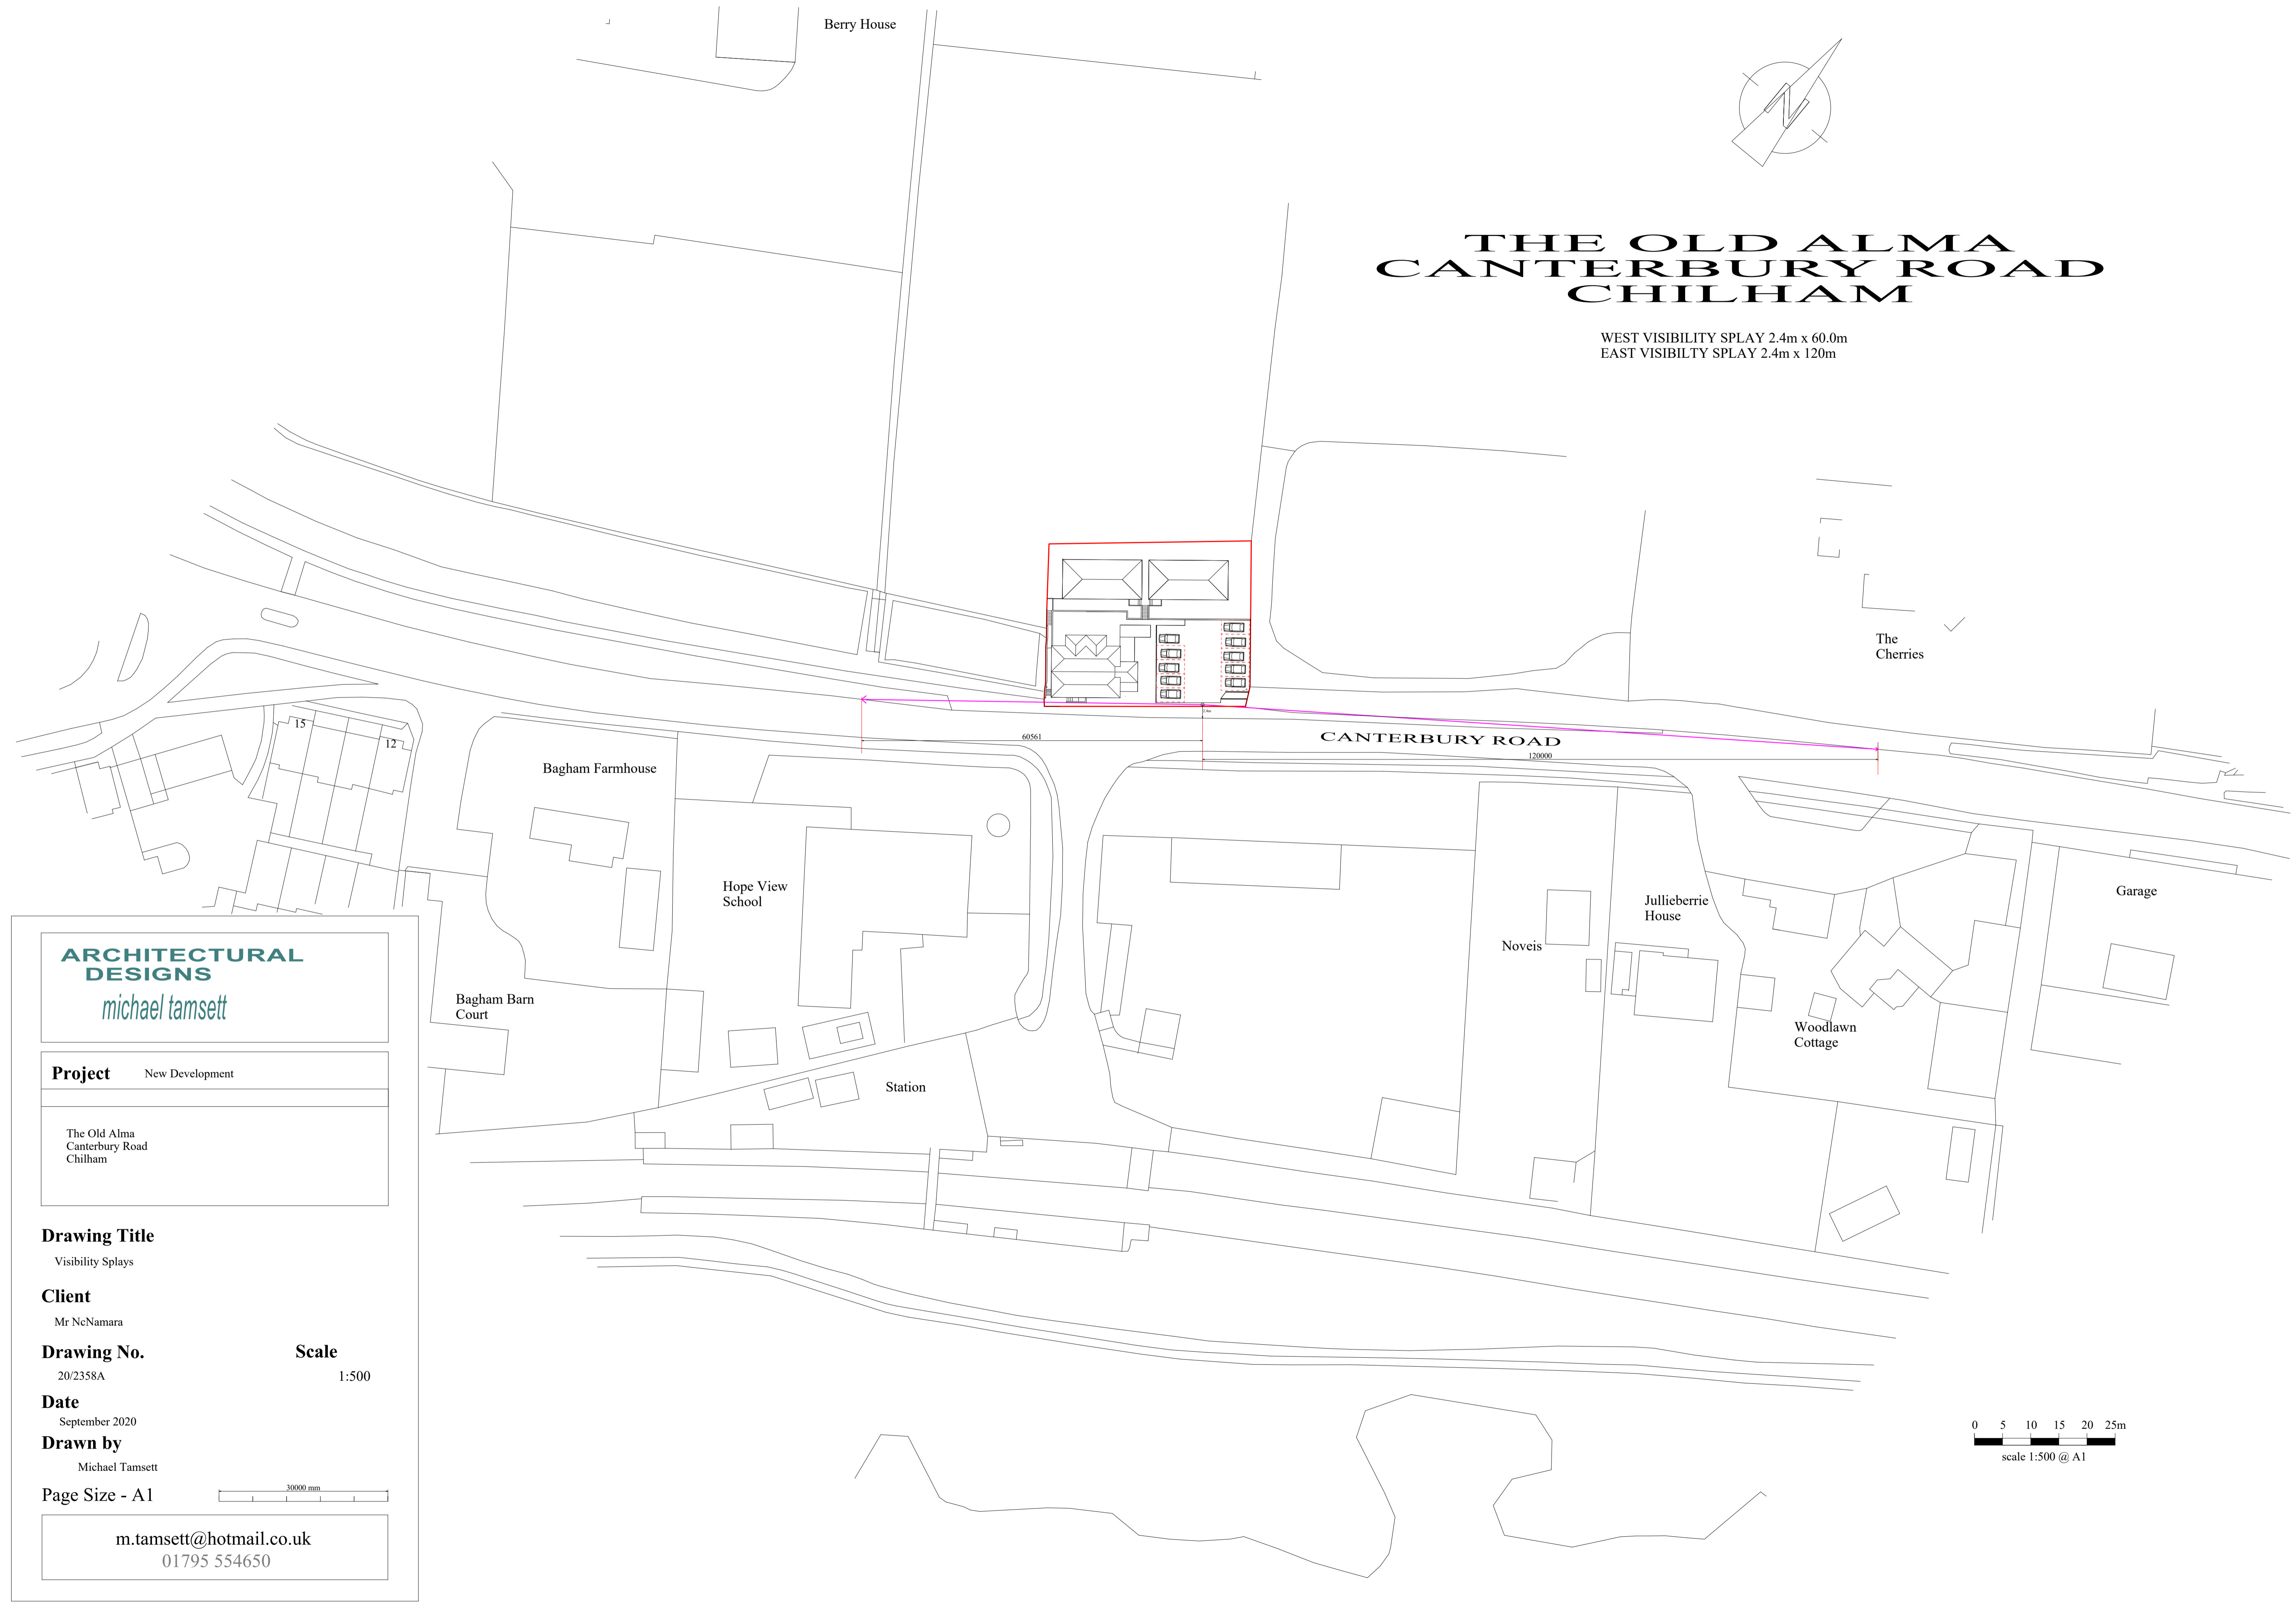 Berry House
N
THE OLD ALMA
CANTERBURY ROAD
CHILHAM
WEST VISIBILITY SPLAY 2.4m x 60.0m
EAST VISIBILTY SPLAY 2.4m x 120m
The
Cherries
15
12
2.4m
60561
CANTERBURY ROAD
120000
Bagham Farmhouse
Hope View
School
Jullieberrie
House
Garage
Noveis
Bagham Barn
Court
Woodlawn
Cottage
Station
ARCHITECTURAL
DESIGNS
michael tamsett
Project New Development
The Old Alma
Canterbury Road
Chilham
Drawing Title
Visibility Splays
Client
Mr NcNamara
Drawing No. Scale
20/2358A 1:500
Date
September 2020
Drawn by
Michael Tamsett
Page Size - A1 30000 mm
m.tamsett@hotmail.co.uk
01795 554650
0 5 10 15 20 25m
scale 1:500 @ A1